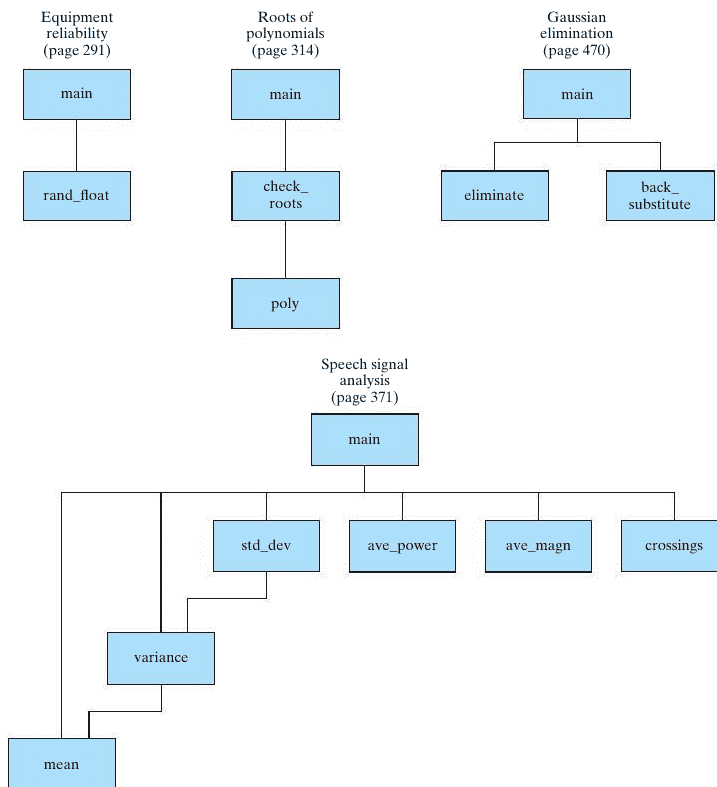 Equipment
reliability
(page 291)
main
rand_float
Roots of
polynomials
(page 314)
main
check_
roots
poly
Gaussian
elimination
(page 470)
main
eliminate
back_
substitute
Speech signal
analysis
(page 371)
main
std_dev
ave_power
ave_magn
crossings
variance
mean